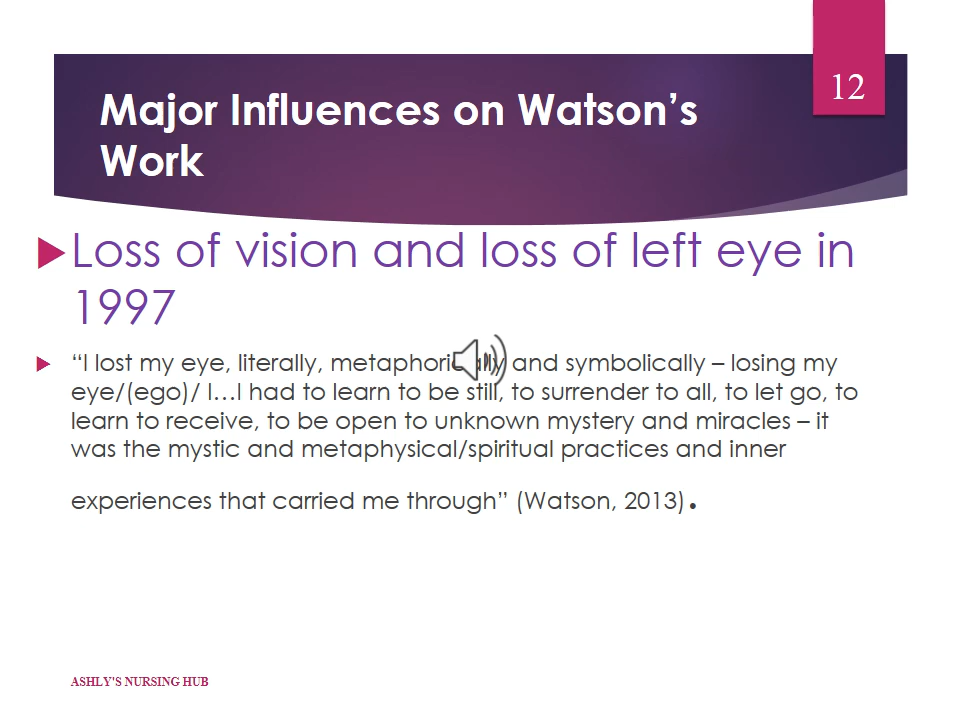 12
Major Influences on Watson’s
Work
Loss of vision and loss of left eye in
1997
“I lost my eye, literally, metaphorically and symbolically – losing my
eye/(ego)/ I…I had to learn to be still, to surrender to all, to let go, to
learn to receive, to be open to unknown mystery and miracles – it
was the mystic and metaphysical/spiritual practices and inner
experiences that carried me through” (Watson, 2013).
ASHLY'S NURSING HUB